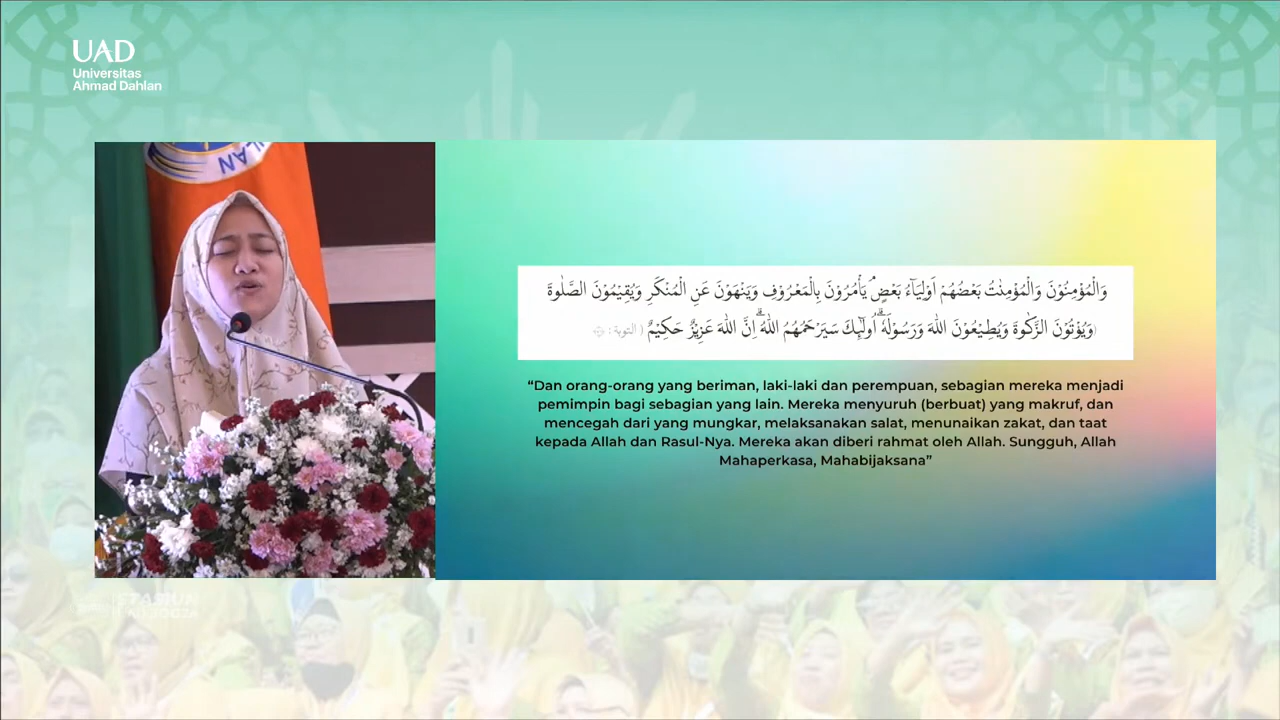 UAD
Universitas
Ahmad Dahlan
LAN
وَالْمُؤْمِنُوْنَ وَالْمُؤْمِنٰتُ بَعْضُهُمْ اَوْلِيَاۤءُ بَعْضٍۘ يَأْمُرُوْنَ بِالْمَعْرُوْفِ وَيَنْهَوْنَ عَنِ الْمُنْكَرِ وَيُقِيْمُوْنَ الصَّلٰوةَ
وَيُؤْتُوْنَ الزَّكٰوةَ وَيُطِيْعُوْنَ اللّٰهَ وَرَسُوْلَهٗۗ اُولٰۤىِٕكَ سَيَرْحَمُهُمُ اللّٰهُ ۗاِنَّ اللّٰهَ عَزِيْزٌ حَكِيْمٌ ( التوبة :
“Dan orang-orang yang beriman, laki-laki dan perempuan, sebagian mereka menjadi
pemimpin bagi sebagian yang lain. Mereka menyuruh (berbuat) yang makruf, dan
mencegah dari yang mungkar, melaksanakan salat, menunaikan zakat, dan taat
kepada Allah dan Rasul-Nya. Mereka akan diberi rahmat oleh Allah. Sungguh, Allah
Mahaperkasa, Mahabijaksana”